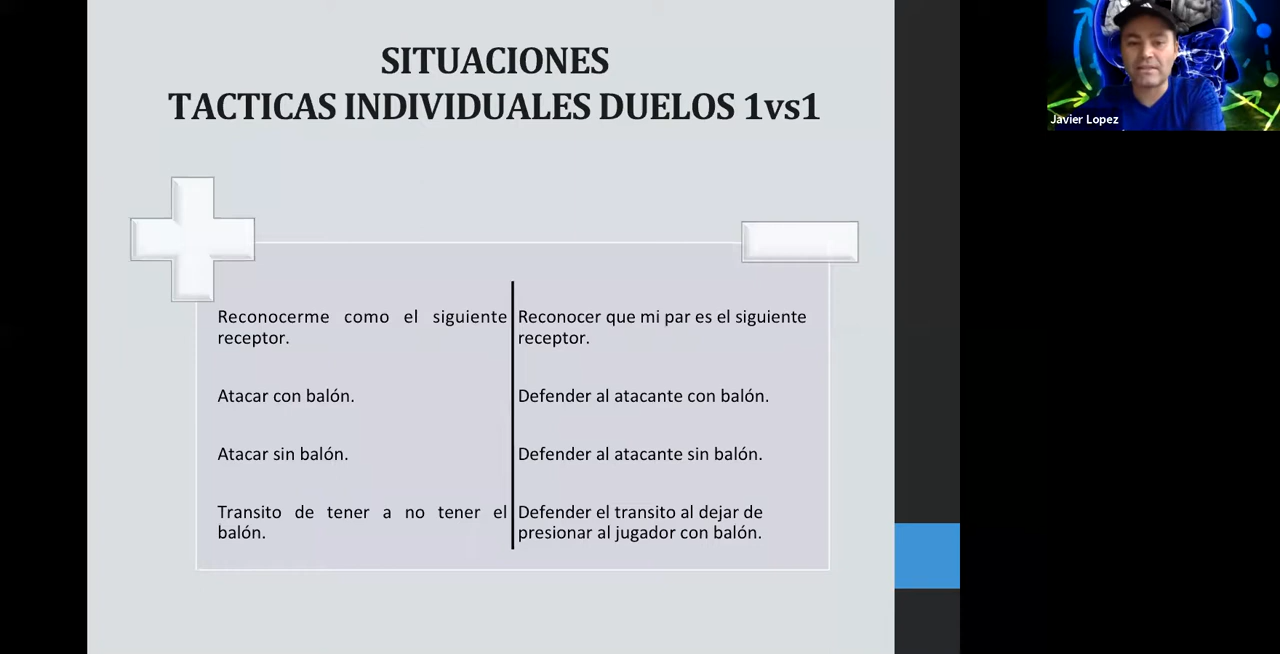 SITUACIONES
TACTICAS INDIVIDUALES DUELOS 1vs1
Javier Lopez
Reconocerme como el siguiente
receptor.
Atacar con balón.
Atacar sin balón.
Transito de tener a no tener el
balón.
Reconocer que mi par es el siguiente
receptor.
Defender al atacante con balón.
Defender al atacante sin balón.
Defender el transito al dejar de
presionar al jugador con balón.